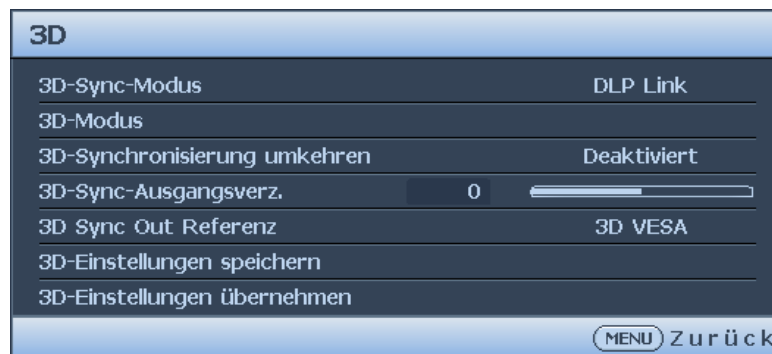 3D
3D-Sync-Modus DLP Link
3D-Modus
3D-Synchronisierung umkehren Deaktiviert
3D-Sync-Ausgangsverz. 0
3D Sync Out Referenz 3D VESA
3D-Einstellungen speichern
3D-Einstellungen übernehmen
MENU Zurück